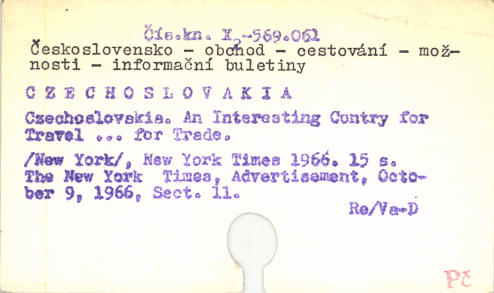 Čís.kn. X₂-569.061
Československo - obchod - cestování - mož-
nosti - informační buletiny
C Z E C H O S L O V A K I A
Czechoslovakia. An Interesting Contry for
Travel ... for Trade.
/New York/, New York Times 1966. 15 s.
The New York Times, Advertisement, Octo-
ber 9, 1966, Sect. 11.
Re/Va-D
Pč